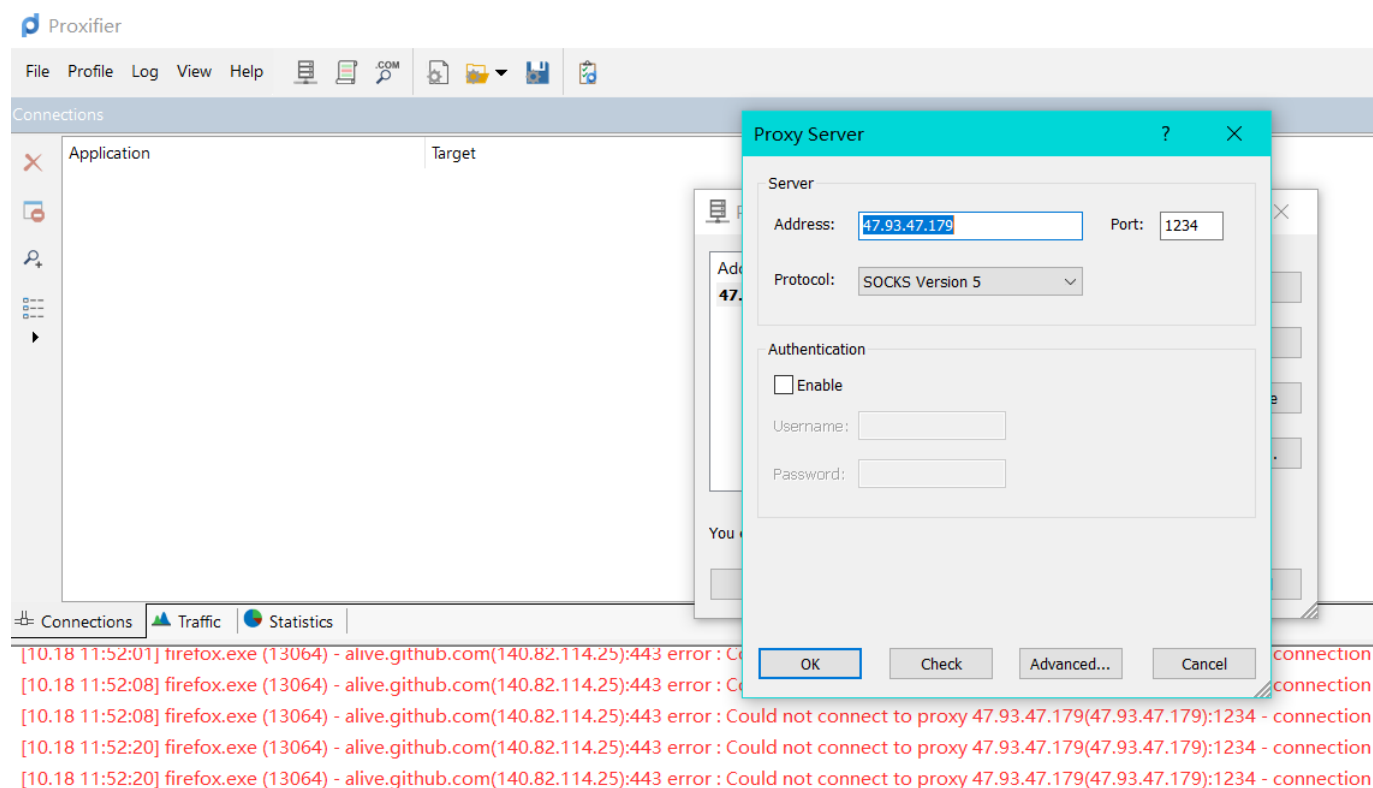 Proxifier
File Profile Log View Help .COM
Connections
Application Target
Proxy Server ?
Server
Address: 47.93.47.179 Port: 1234
Protocol: SOCKS Version 5
47.
Authentication
Enable
Username:
Password:
You
OK Check Advanced... Cancel
Connections Traffic Statistics
[10.18 11:52:01] firefox.exe (13064) - alive.github.com(140.82.114.25):443 error : connection
[10.18 11:52:08] firefox.exe (13064) - alive.github.com(140.82.114.25):443 error : connection
[10.18 11:52:08] firefox.exe (13064) - alive.github.com(140.82.114.25):443 error : Could not connect to proxy 47.93.47.179(47.93.47.179):1234 - connection
[10.18 11:52:20] firefox.exe (13064) - alive.github.com(140.82.114.25):443 error : Could not connect to proxy 47.93.47.179(47.93.47.179):1234 - connection
[10.18 11:52:20] firefox.exe (13064) - alive.github.com(140.82.114.25):443 error : Could not connect to proxy 47.93.47.179(47.93.47.179):1234 - connection